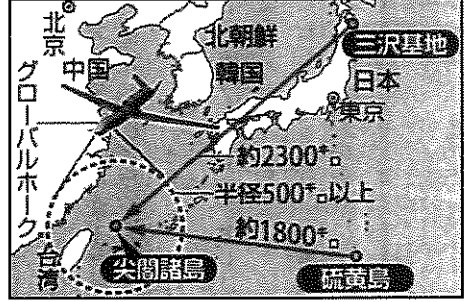 北京
中国
北朝鮮
韓国
三沢基地
日本
東京
グローバルホーク
約2300㌔
半径500㌔以上
約1800㌔
台湾
尖閣諸島
硫黄島